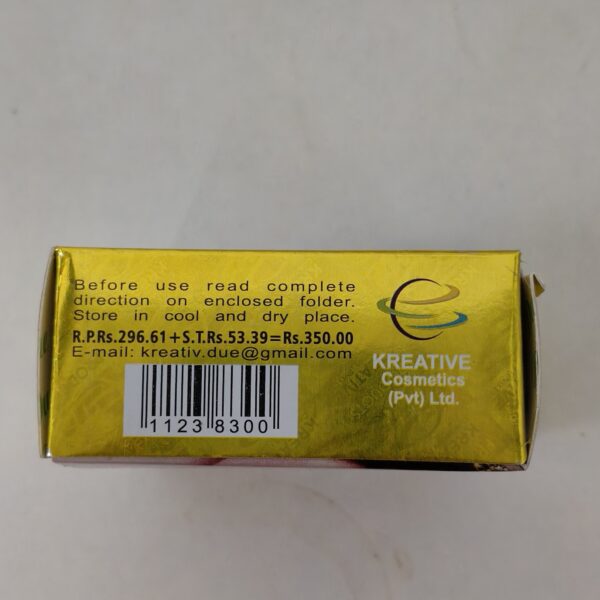 Before use read complete
direction on enclosed folder.
Store in cool and dry place.
R.P.Rs.296.61+S.T.Rs.53.39=Rs.350.00
E-mail: kreativ.due@gmail.com
1123 8300
KREATIVE
Cosmetics
(Pvt) Ltd.